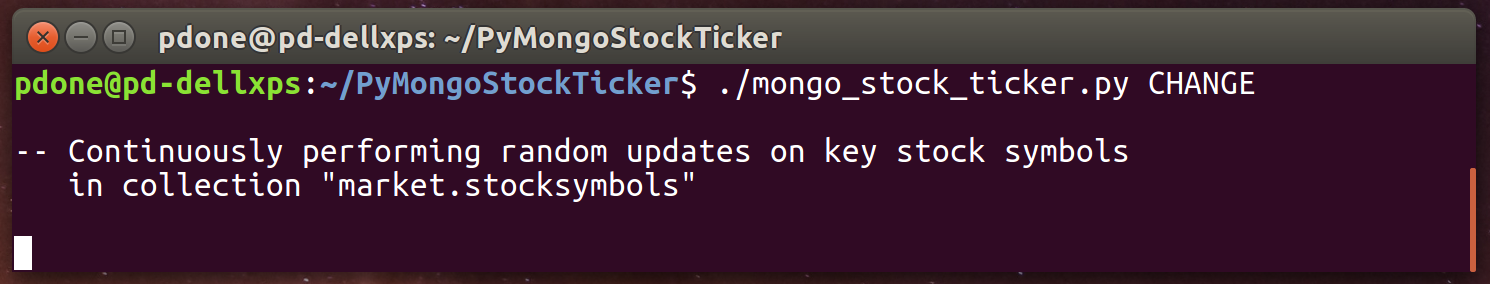 pdone@pd-dellxps: ~/PyMongoStockTicker
pdone@pd-dellxps:~/PyMongoStockTicker$ ./mongo_stock_ticker.py CHANGE
-- Continuously performing random updates on key stock symbols
in collection "market.stocksymbols"